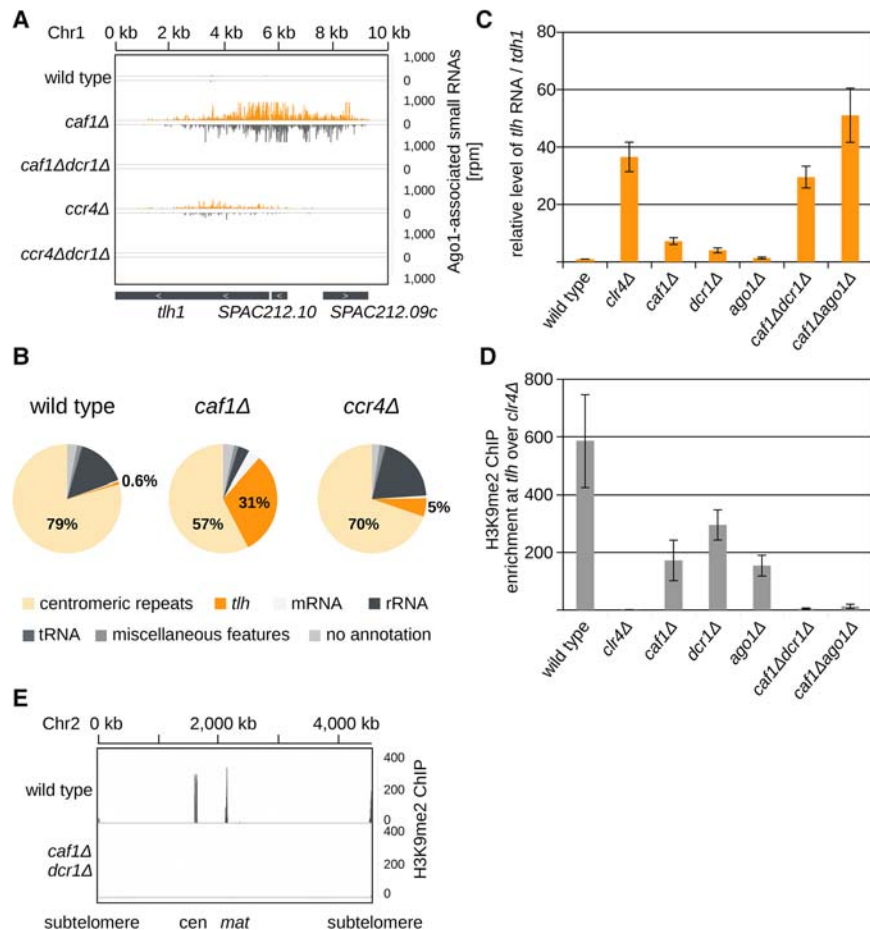 A
Chr1 0 kb 2 kb 4 kb 6 kb 8 kb 10 kb
wild type
caf1Δ
caf1Δdcr1Δ
ccr4Δ
ccr4Δdcr1Δ
1,000
0
1,000
0
1,000
0
1,000
0
1,000
0
1,000
Ago1-associated small RNAs
[rpm]
< < >
tlh1 SPAC212.10 SPAC212.09c
B
wild type caf1Δ ccr4Δ
0.6% 31% 5%
79% 57% 70%
centromeric repeats tlh mRNA rRNA
tRNA miscellaneous features no annotation
C
relative level of tlh RNA / tdh1
80
60
40
20
wild type
clr4Δ
caf1Δ
dcr1Δ
ago1Δ
caf1Δdcr1Δ
caf1Δago1Δ
D
H3K9me2 ChIP
enrichment at tlh over clr4Δ
800
600
400
200
wild type
clr4Δ
caf1Δ
dcr1Δ
ago1Δ
caf1Δdcr1Δ
caf1Δago1Δ
E
Chr2 0 kb 2,000 kb 4,000 kb
wild type
caf1Δ
dcr1Δ
400
200
0
400
200
0
H3K9me2 ChIP
subtelomere cen mat subtelomere